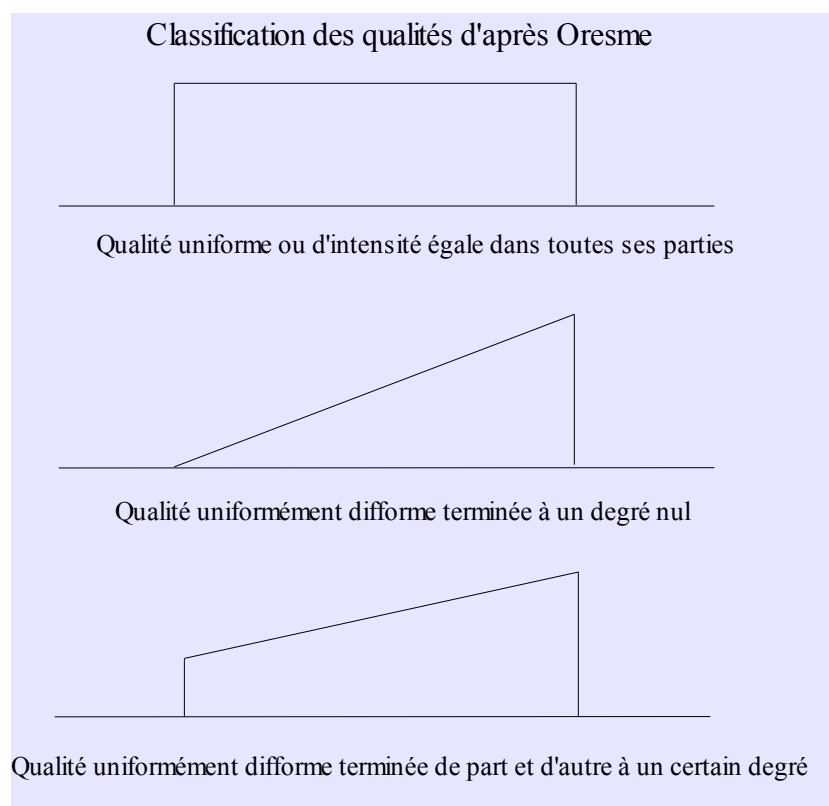 Classification des qualités d'après Oresme
Qualité uniforme ou d'intensité égale dans toutes ses parties
Qualité uniformément difforme terminée à un degré nul
Qualité uniformément difforme terminée de part et d'autre à un certain degré